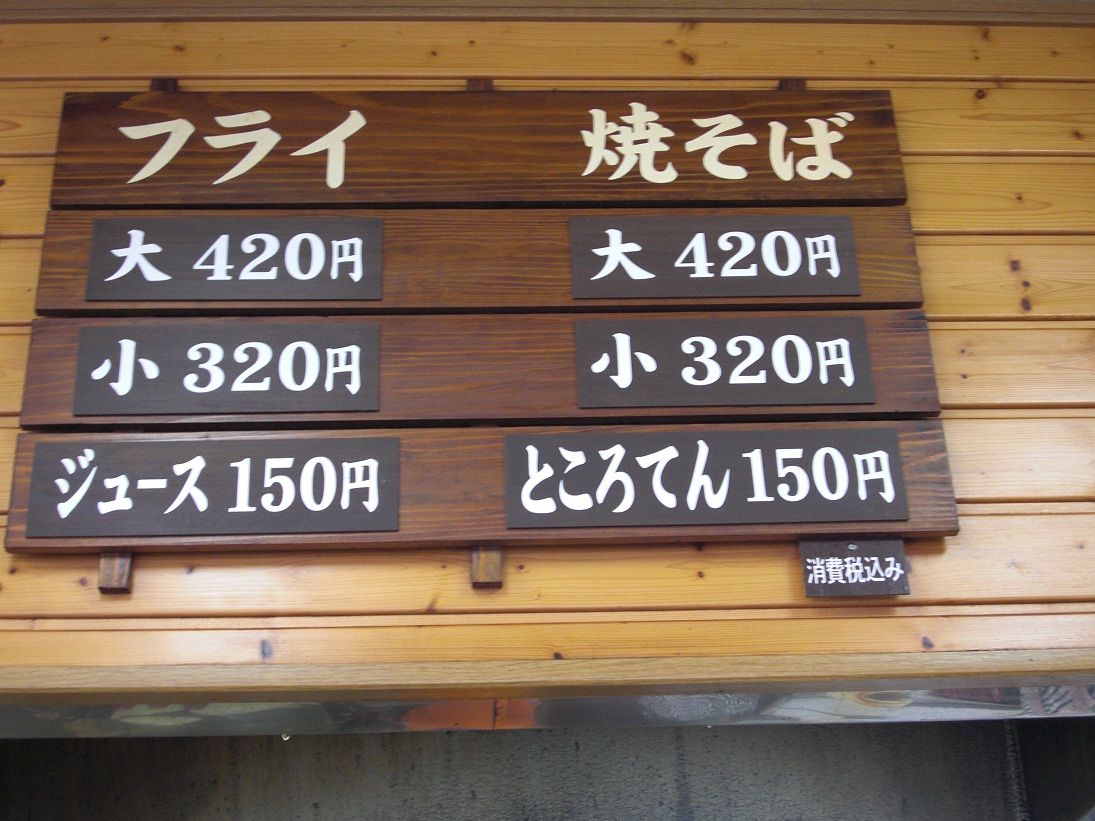 フライ 焼そば
大 420円 大 420円
小 320円 小 320円
ジュース 150円 ところてん 150円
消費税込み